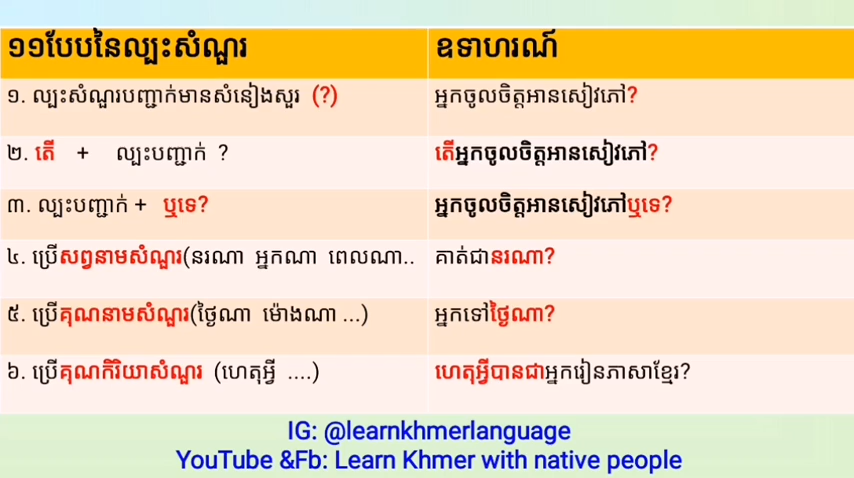 ១១បែបនៃល្បះសំណួរ ឧទាហរណ៍
១. ល្បះសំណួរបញ្ជាក់មានសំនៀងសួរ (?) អ្នកចូលចិត្តអានសៀវភៅ?
២. តើ + ល្បះបញ្ជាក់ ? តើអ្នកចូលចិត្តអានសៀវភៅ?
៣. ល្បះបញ្ជាក់ + ឬទេ? អ្នកចូលចិត្តអានសៀវភៅឬទេ?
៤. ប្រើសព្វនាមសំណួរ(នរណា អ្នកណា ពេលណា.. គាត់ជានរណា?
៥. ប្រើគុណនាមសំណួរ(ថ្ងៃណា ម៉ោងណា ...) អ្នកទៅថ្ងៃណា?
៦. ប្រើគុណកិរិយាសំណួរ (ហេតុអ្វី ....) ហេតុអ្វីបានជាអ្នករៀនភាសាខ្មែរ?
IG: @learnkhmerlanguage
YouTube &Fb: Learn Khmer with native people